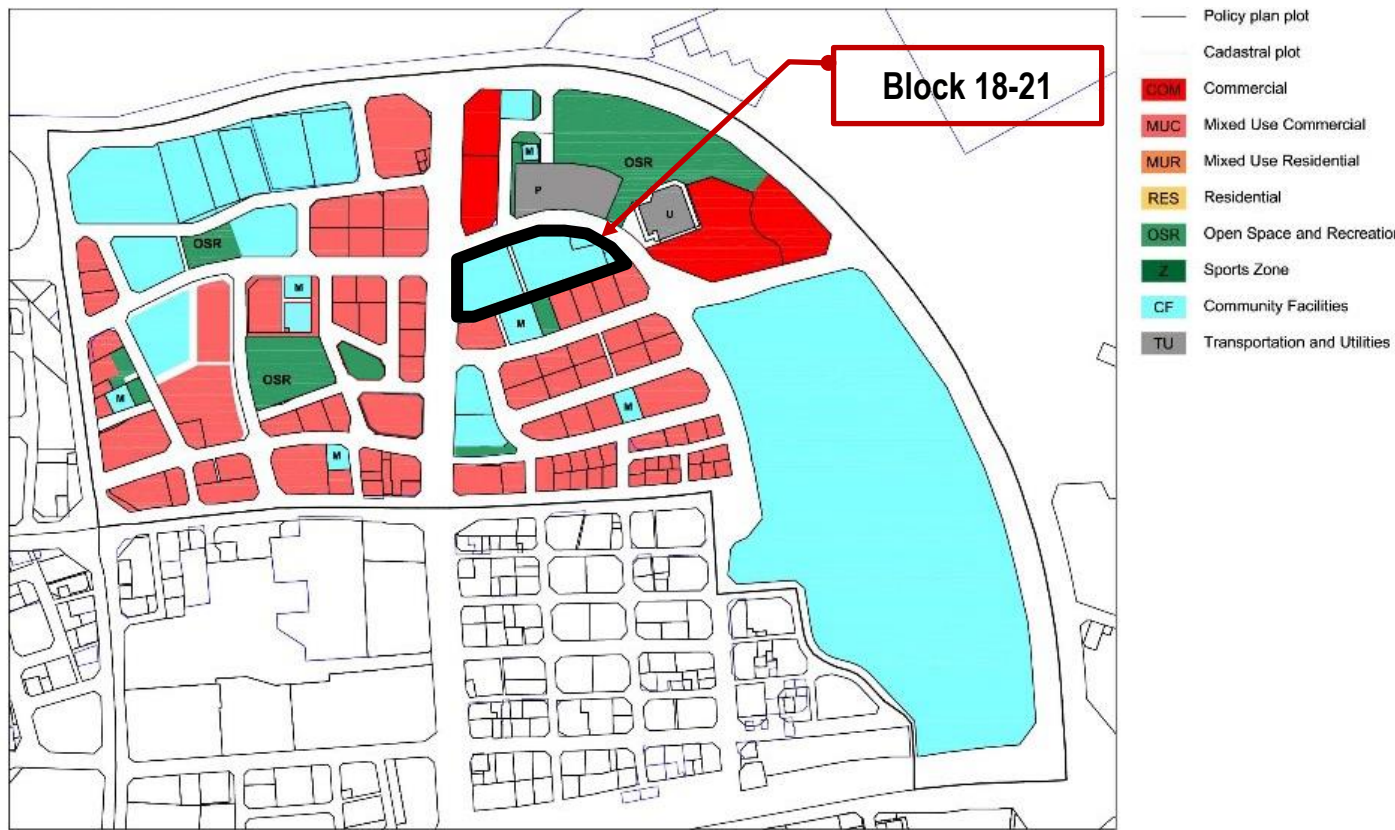 Block 18-21
M
OSR
P
U
OSR
M
M
OSR
M
M
M
Policy plan plot
Cadastral plot
COM Commercial
MUC Mixed Use Commercial
MUR Mixed Use Residential
RES Residential
OSR Open Space and Recreation
Z Sports Zone
CF Community Facilities
TU Transportation and Utilities